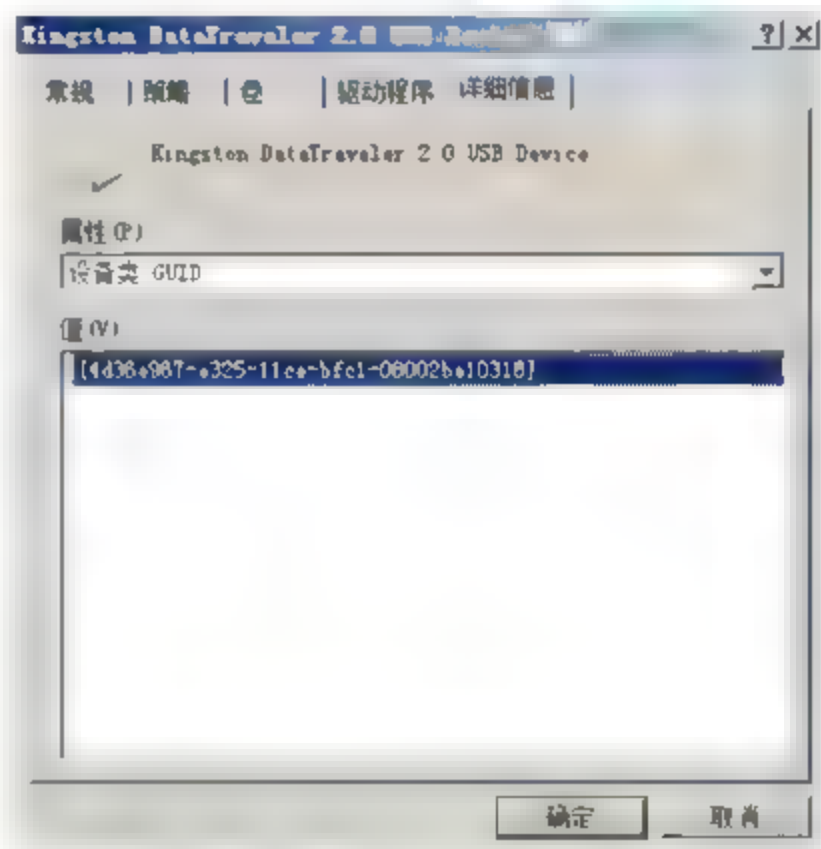 Kingston DataTraveler 2.0 USB
常规 策略 卷 驱动程序 详细信息
Kingston DataTraveler 2 0 USB Device
属性(P)
设备类 GUID
值(V)
{4d36e967-e325-11ce-bfc1-08002be10318}
确定 取消